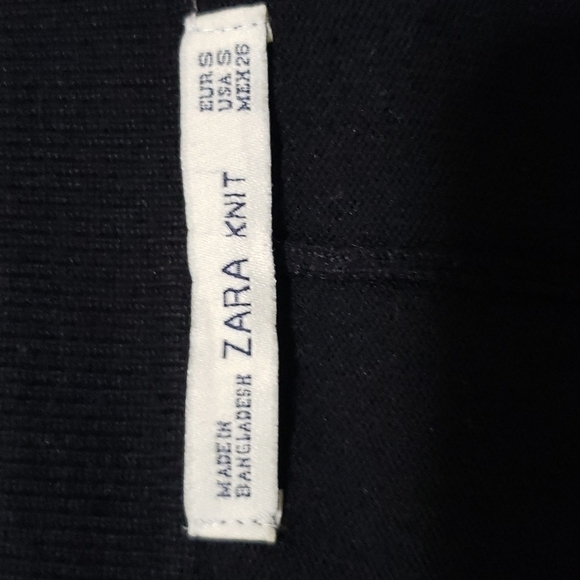 MADE IN
BANGLADESH
ZARA KNIT
EUR S
USA S
MEX 26